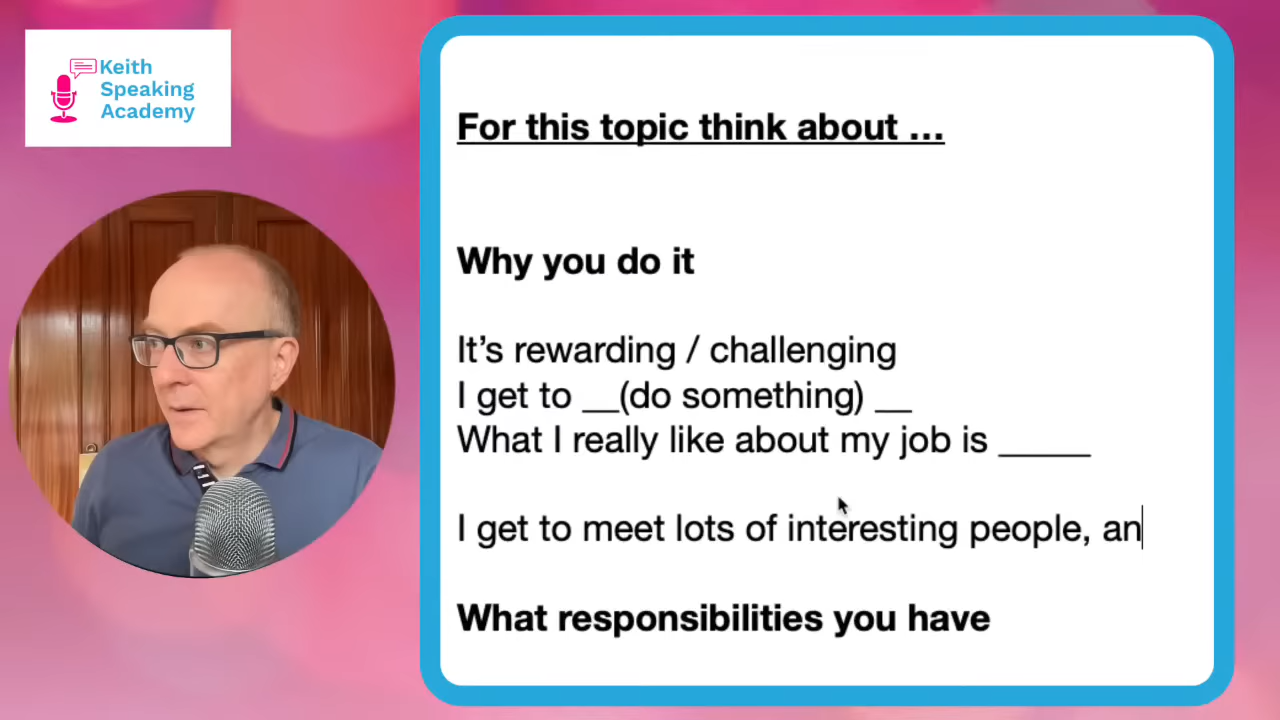 Keith
Speaking
Academy
For this topic think about ...
Why you do it
It’s rewarding / challenging
I get to __(do something) __
What I really like about my job is _____
I get to meet lots of interesting people, an
What responsibilities you have